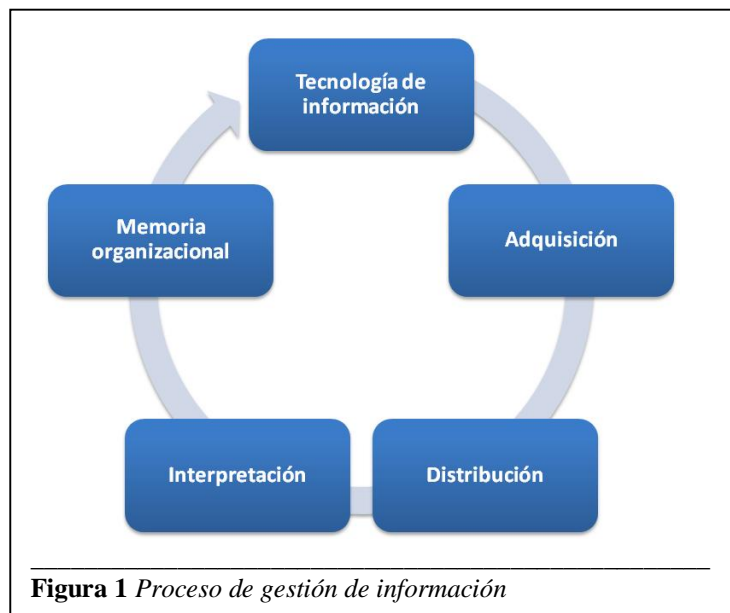 Tecnología de
información
Adquisición
Distribución
Interpretación
Memoria
organizacional
Figura 1 Proceso de gestión de información